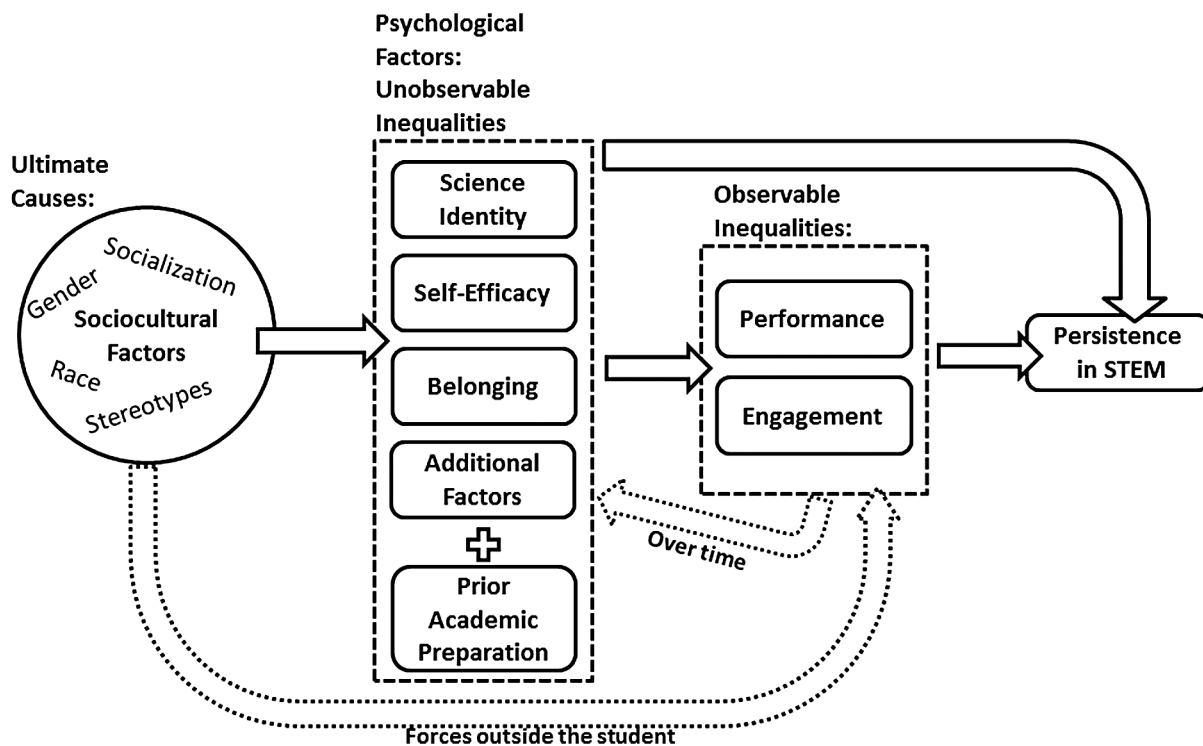 Psychological
Factors:
Unobservable
Inequalities
Ultimate
Causes:
Socialization
Gender
Sociocultural
Factors
Race
Stereotypes
Science
Identity
Self-Efficacy
Belonging
Additional
Factors
Prior
Academic
Preparation
Observable
Inequalities:
Performance
Engagement
Persistence
in STEM
Over time
Forces outside the student